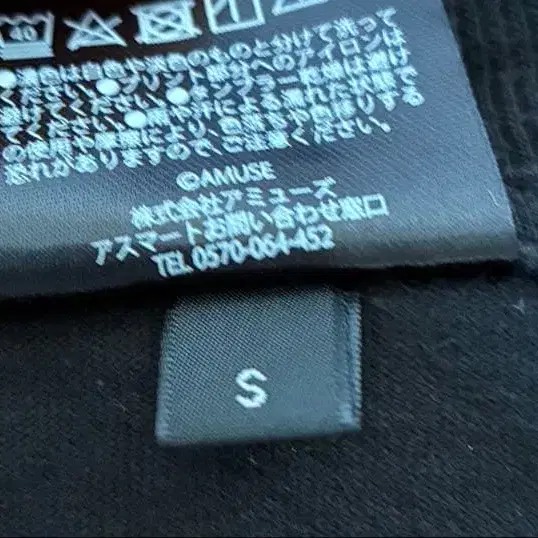 40
●濃色は白色や淡色のものと分けて洗って
ください。●プリント部分へのアイロンは
避けてください。●タンブラー乾燥は避けて
ください。●雨や汗による濡れた状態で
の使用や摩擦により、色落ちや色移りする
恐れがありますので、ご注意ください。
©AMUSE
株式会社アミューズ
アスマートお問い合わせ窓口
TEL 0570-064-452
S